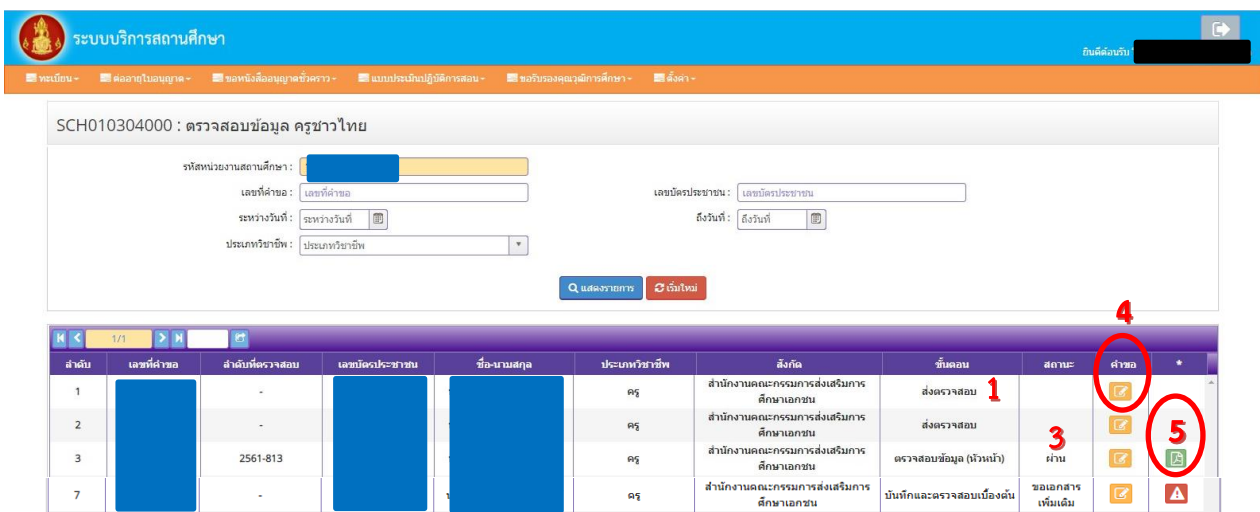 ระบบบริการสถานศึกษา
ยินดีต้อนรับ
ทะเบียน
ต่ออายุใบอนุญาต
ขอหนังสืออนุญาตชั่วคราว
แบบประเมินปฏิบัติการสอน
ขอรับรองคุณวุฒิการศึกษา
ตั้งค่า
SCH010304000 : ตรวจสอบข้อมูล ครูชาวไทย
รหัสหน่วยงานสถานศึกษา :
เลขที่คำขอ : เลขที่คำขอ เลขบัตรประชาชน : เลขบัตรประชาชน
ระหว่างวันที่ : ระหว่างวันที่ ถึงวันที่ : ถึงวันที่
ประเภทวิชาชีพ : ประเภทวิชาชีพ
แสดงรายการ เริ่มใหม่
4
1/1
ลำดับ เลขที่คำขอ ลำดับที่ตรวจสอบ เลขบัตรประชาชน ชื่อ-นามสกุล ประเภทวิชาชีพ สังกัด ขั้นตอน สถานะ คำขอ *
1 - ครู สำนักงานคณะกรรมการส่งเสริมการ
ศึกษาเอกชน ส่งตรวจสอบ 1
2 - ครู สำนักงานคณะกรรมการส่งเสริมการ
ศึกษาเอกชน ส่งตรวจสอบ
3 5
3 2561-813 ครู สำนักงานคณะกรรมการส่งเสริมการ
ศึกษาเอกชน ตรวจสอบข้อมูล (หัวหน้า) ผ่าน
7 - ครู สำนักงานคณะกรรมการส่งเสริมการ
ศึกษาเอกชน บันทึกและตรวจสอบเบื้องต้น ขอเอกสาร
เพิ่มเติม